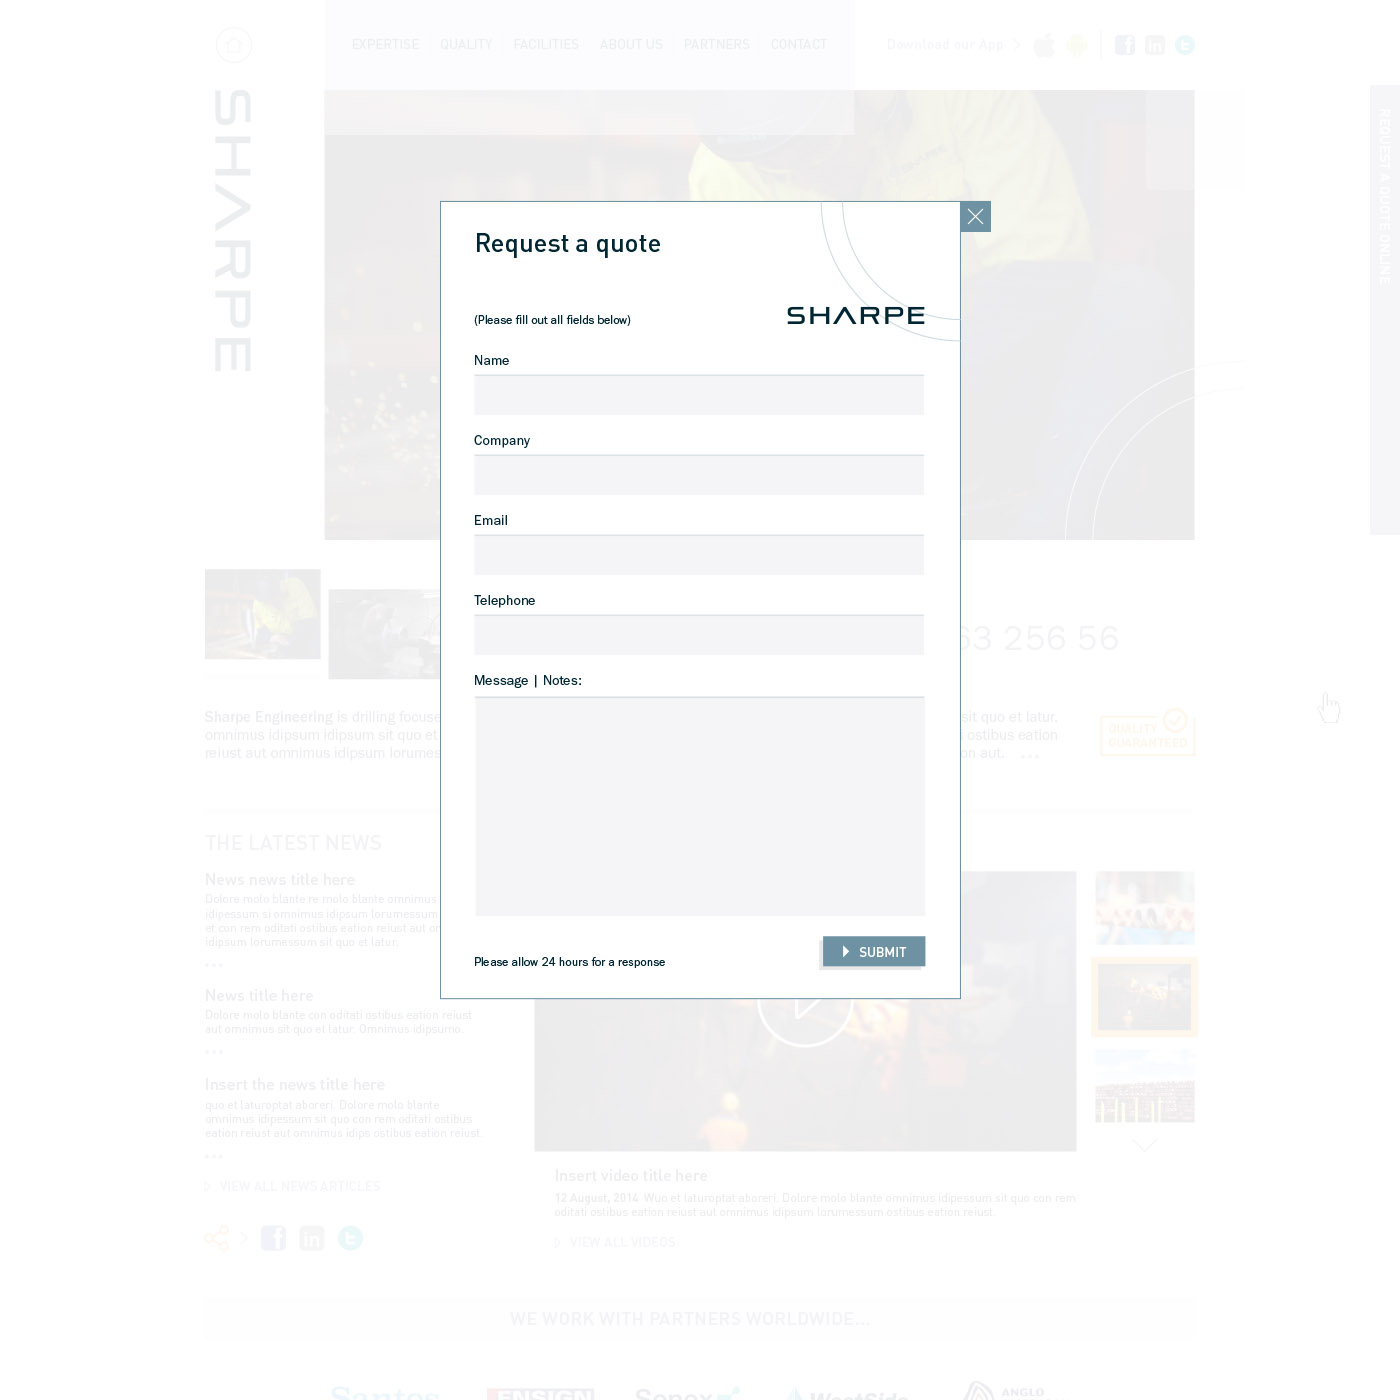 EXPERTISE QUALITY FACILITIES ABOUT US PARTNERS CONTACT
Download our App
SHARPE
REQUEST A QUOTE ONLINE
Request a quote
(Please fill out all fields below)
SHARPE
Name
Company
Email
Telephone
Message | Notes:
Please allow 24 hours for a response
SUBMIT
63 256 56
Sharpe Engineering is drilling focuse
omnimus idipsum idipsum sit quo et
reiust aut omnimus idipsum lorumes
sit quo et latur.
ostibus eation
on aut. ...
QUALITY
GUARANTEED
THE LATEST NEWS
News news title here
Dolore molo blante re molo blante omnimus
idipessum si omnimus idipsum forumessum
et con rem oditati ostibus eation reiust aut or
idipsum lorumessum sit quo et latur.
...
News title here
Dolore molo blante con oditati ostibus eation reiust
aut omnimus sit quo et latur. Omnimus idipsumo.
...
Insert the news title here
quo et laturoptat aboreri. Dolore molo blante
omnimus idipessum sit quo con rem oditati ostibus
eation reiust aut omnimus idips ostibus eation reiust.
...
VIEW ALL NEWS ARTICLES
Insert video title here
12 August, 2014 Wuo et laturoptat aboreri. Dolore molo blante omnimus idipessum sit quo con rem
oditati ostibus eation reiust aut omnimus idipsum lorumessum ostibus eation reiust.
VIEW ALL VIDEOS
WE WORK WITH PARTNERS WORLDWIDE...
Santos ENSIGN Sonex WestSide ANGLO